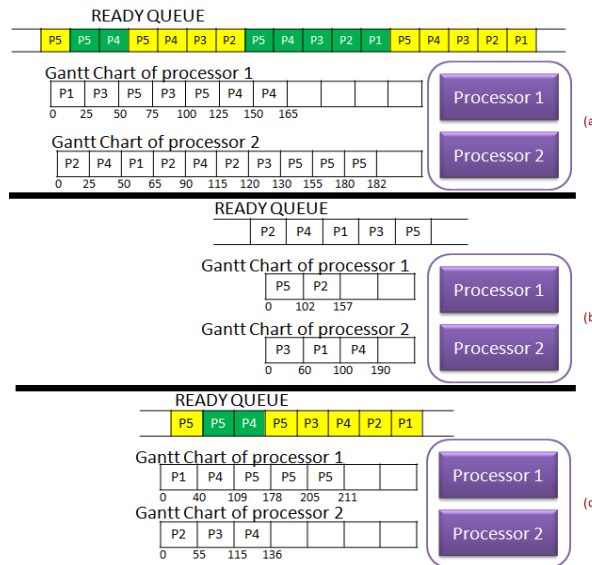 READY QUEUE
P5 P5 P4 P5 P4 P3 P2 P5 P4 P3 P2 P1 P5 P4 P3 P2 P1
Gantt Chart of processor 1
P1 P3 P5 P3 P5 P4 P4
0 25 50 75 100 125 150 165
Gantt Chart of processor 2
P2 P4 P1 P2 P4 P2 P3 P5 P5 P5
0 25 50 65 90 115 120 130 155 180 182
Processor 1
Processor 2
(a
READY QUEUE
P2 P4 P1 P3 P5
Gantt Chart of processor 1
P5 P2
0 102 157
Gantt Chart of processor 2
P3 P1 P4
0 60 100 190
Processor 1
Processor 2
(b
READY QUEUE
P5 P5 P4 P5 P3 P4 P2 P1
Gantt Chart of processor 1
P1 P4 P5 P5 P5
0 40 109 178 205 211
Gantt Chart of processor 2
P2 P3 P4
0 55 115 136
Processor 1
Processor 2
(c